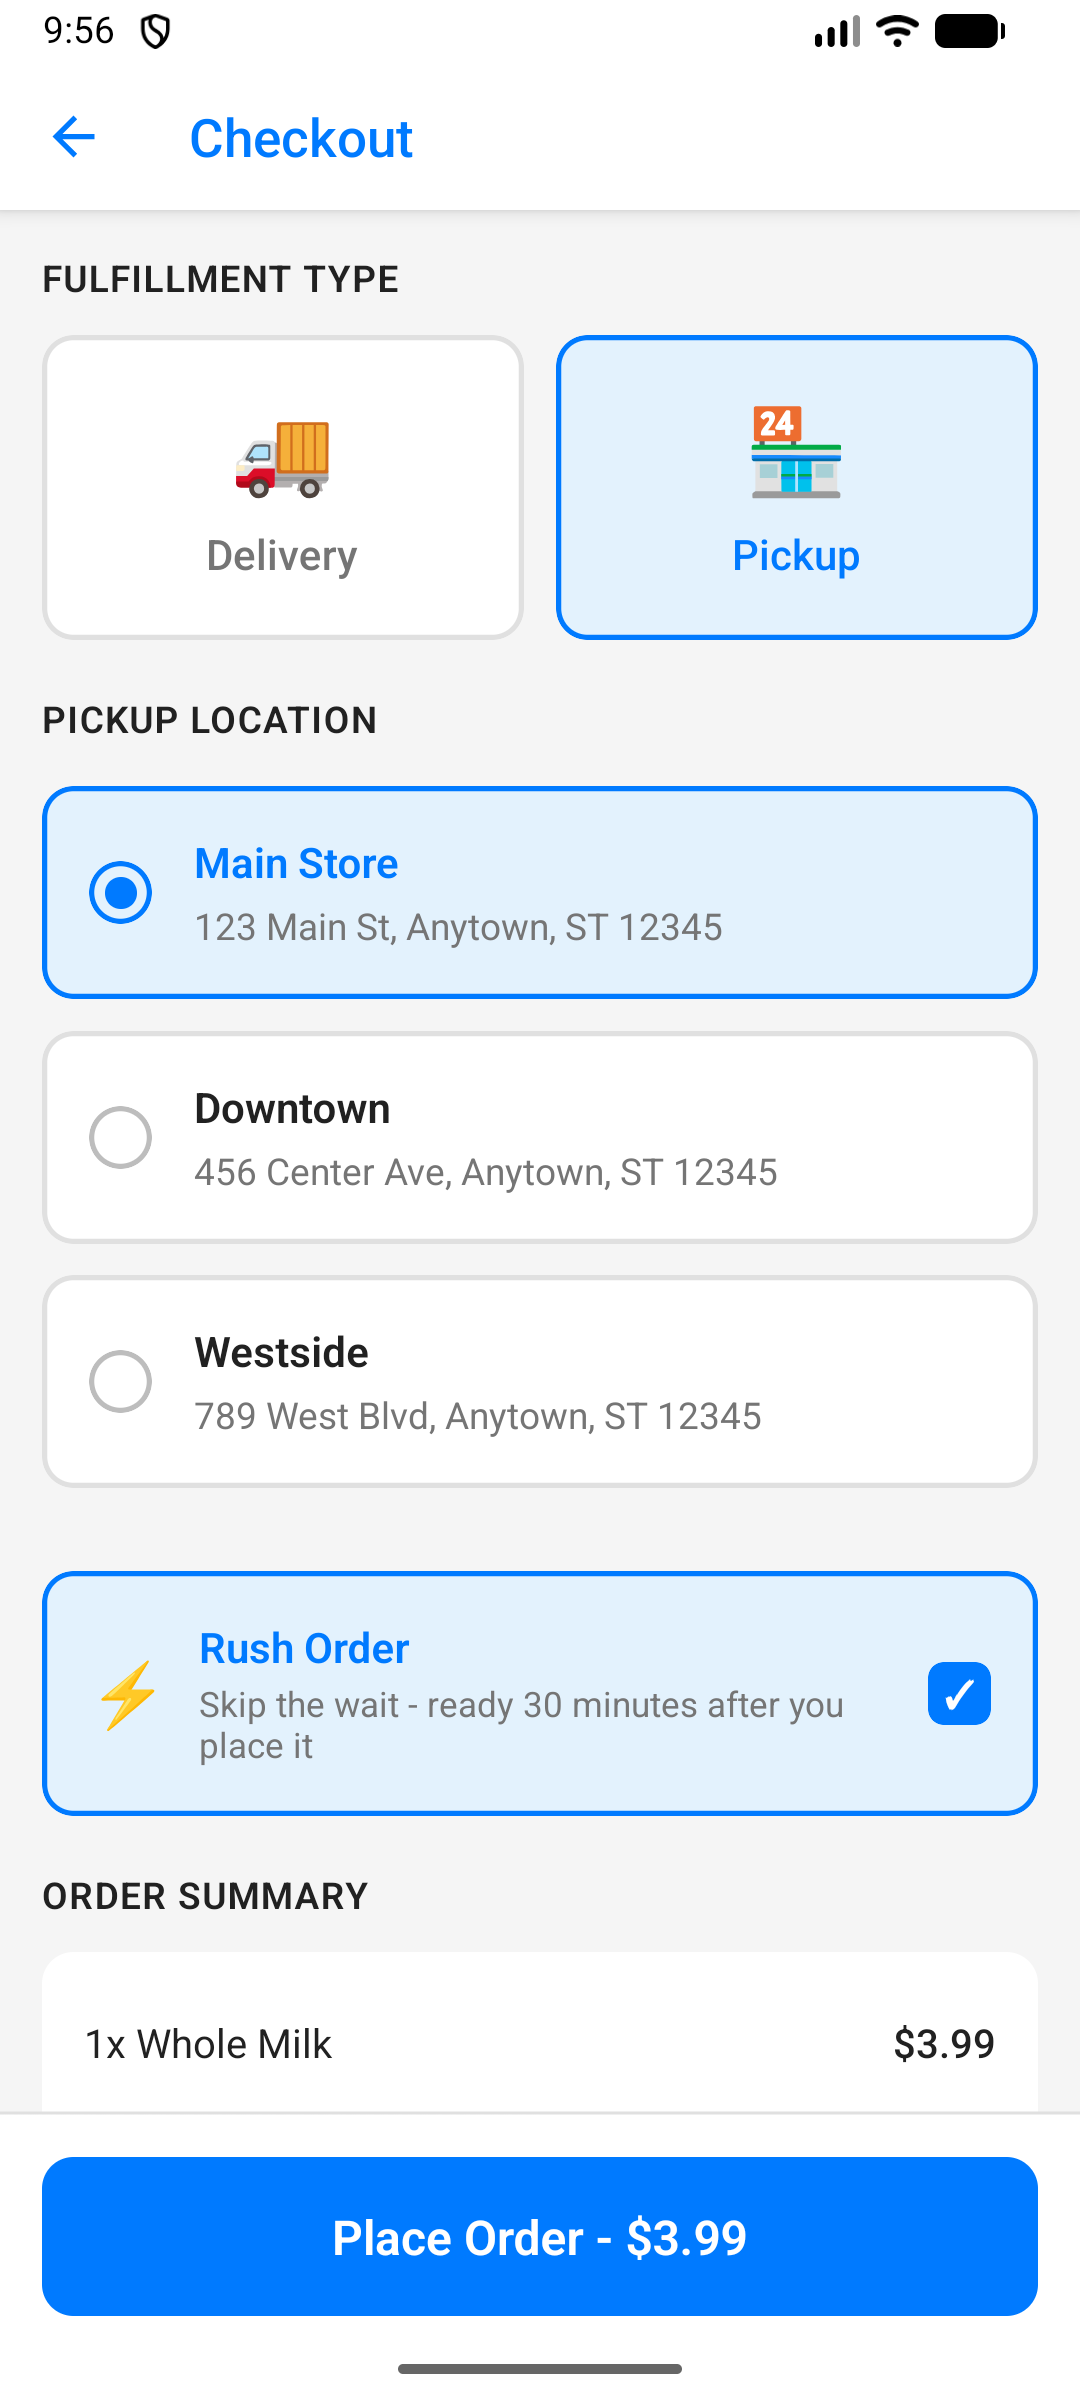 9:56
Checkout
FULFILLMENT TYPE
24
Delivery
Pickup
PICKUP LOCATION
Main Store
123 Main St, Anytown, ST 12345
Downtown
456 Center Ave, Anytown, ST 12345
Westside
789 West Blvd, Anytown, ST 12345
Rush Order
Skip the wait - ready 30 minutes after you
place it
ORDER SUMMARY
1x Whole Milk $3.99
Place Order - $3.99